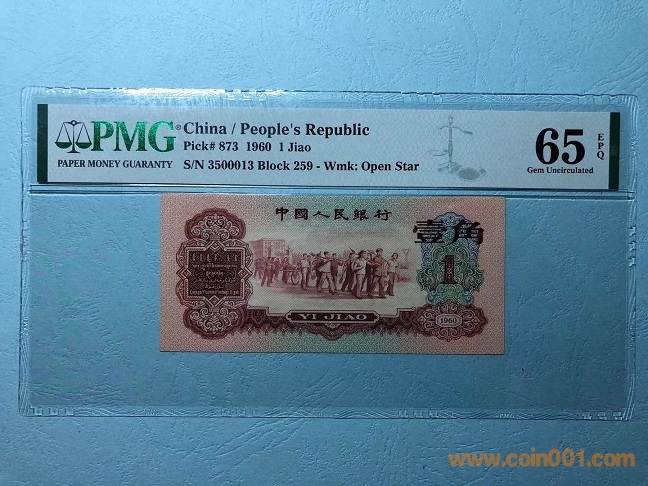 PMG®
PAPER MONEY GUARANTY
China / People's Republic
Pick# 873 1960 1 Jiao
S/N 3500013 Block 259 - Wmk: Open Star
65
EPQ
Gem Uncirculated
中國人民銀行
壹角
1
YI JIAO
1960
www.coin001.com